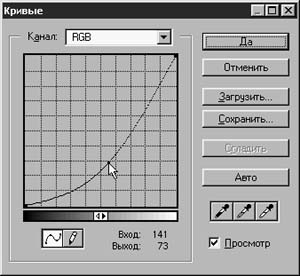 Кривые
Канал: RGB
Да
Отменить
Загрузить...
Сохранить...
Сгладить
Авто
Вход: 141
Выход: 73
Просмотр